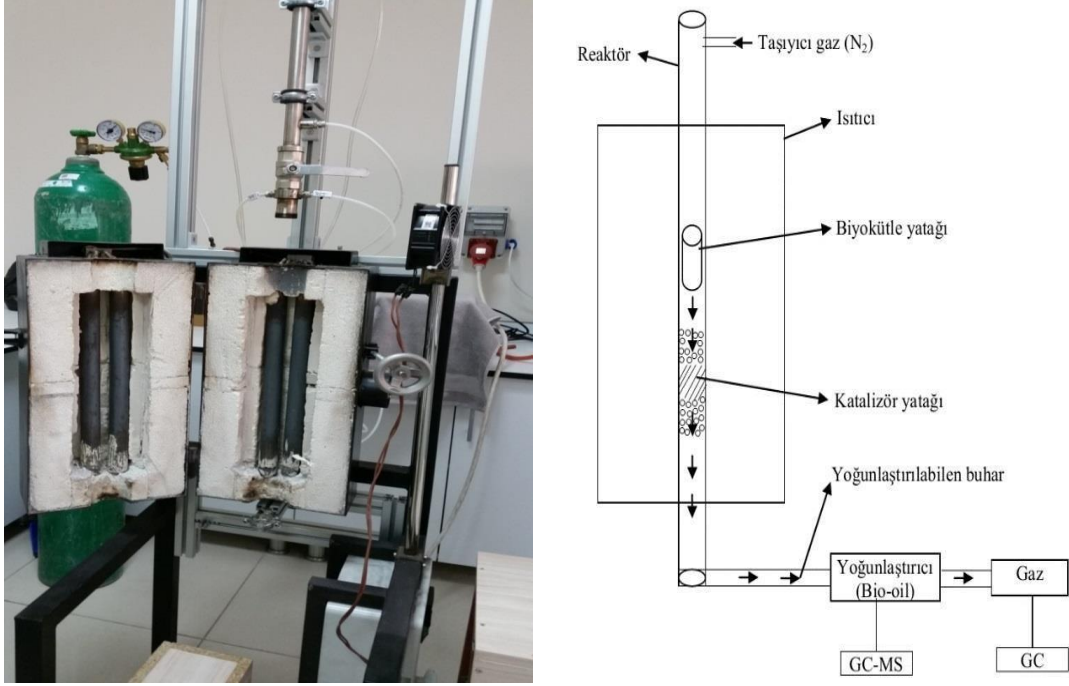 Taşıyıcı gaz (N₂)
Reaktör
Isıtıcı
Biyokütle yatağı
Katalizör yatağı
Yoğunlaştırılabilen buhar
Yoğunlaştırıcı
(Bio-oil)
Gaz
GC-MS
GC